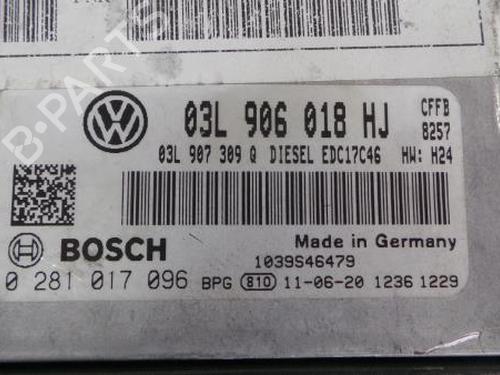 03L 906 018 HJ CFFB
8257
03L 907 309 Q DIESEL EDC17C46 HW: H24
BOSCH
Made in Germany
1039S46479
0 281 017 096 BPG 810 11-06-20 1236 1229
B-Parts